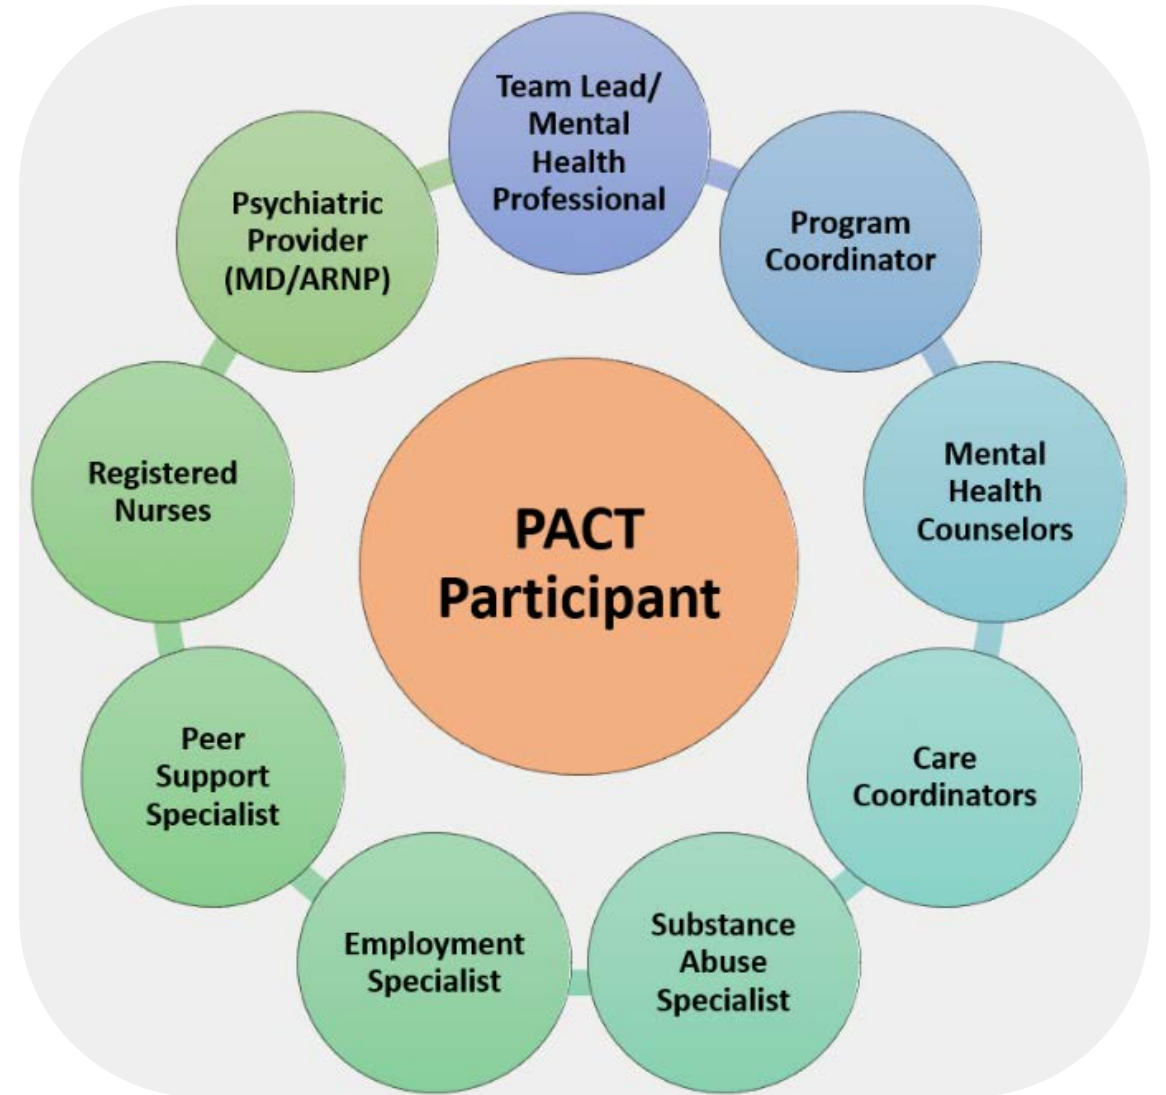 Team Lead/
Mental
Health
Professional
Program
Coordinator
Mental
Health
Counselors
Care
Coordinators
Substance
Abuse
Specialist
Employment
Specialist
Peer
Support
Specialist
Registered
Nurses
Psychiatric
Provider
(MD/ARNP)
PACT
Participant